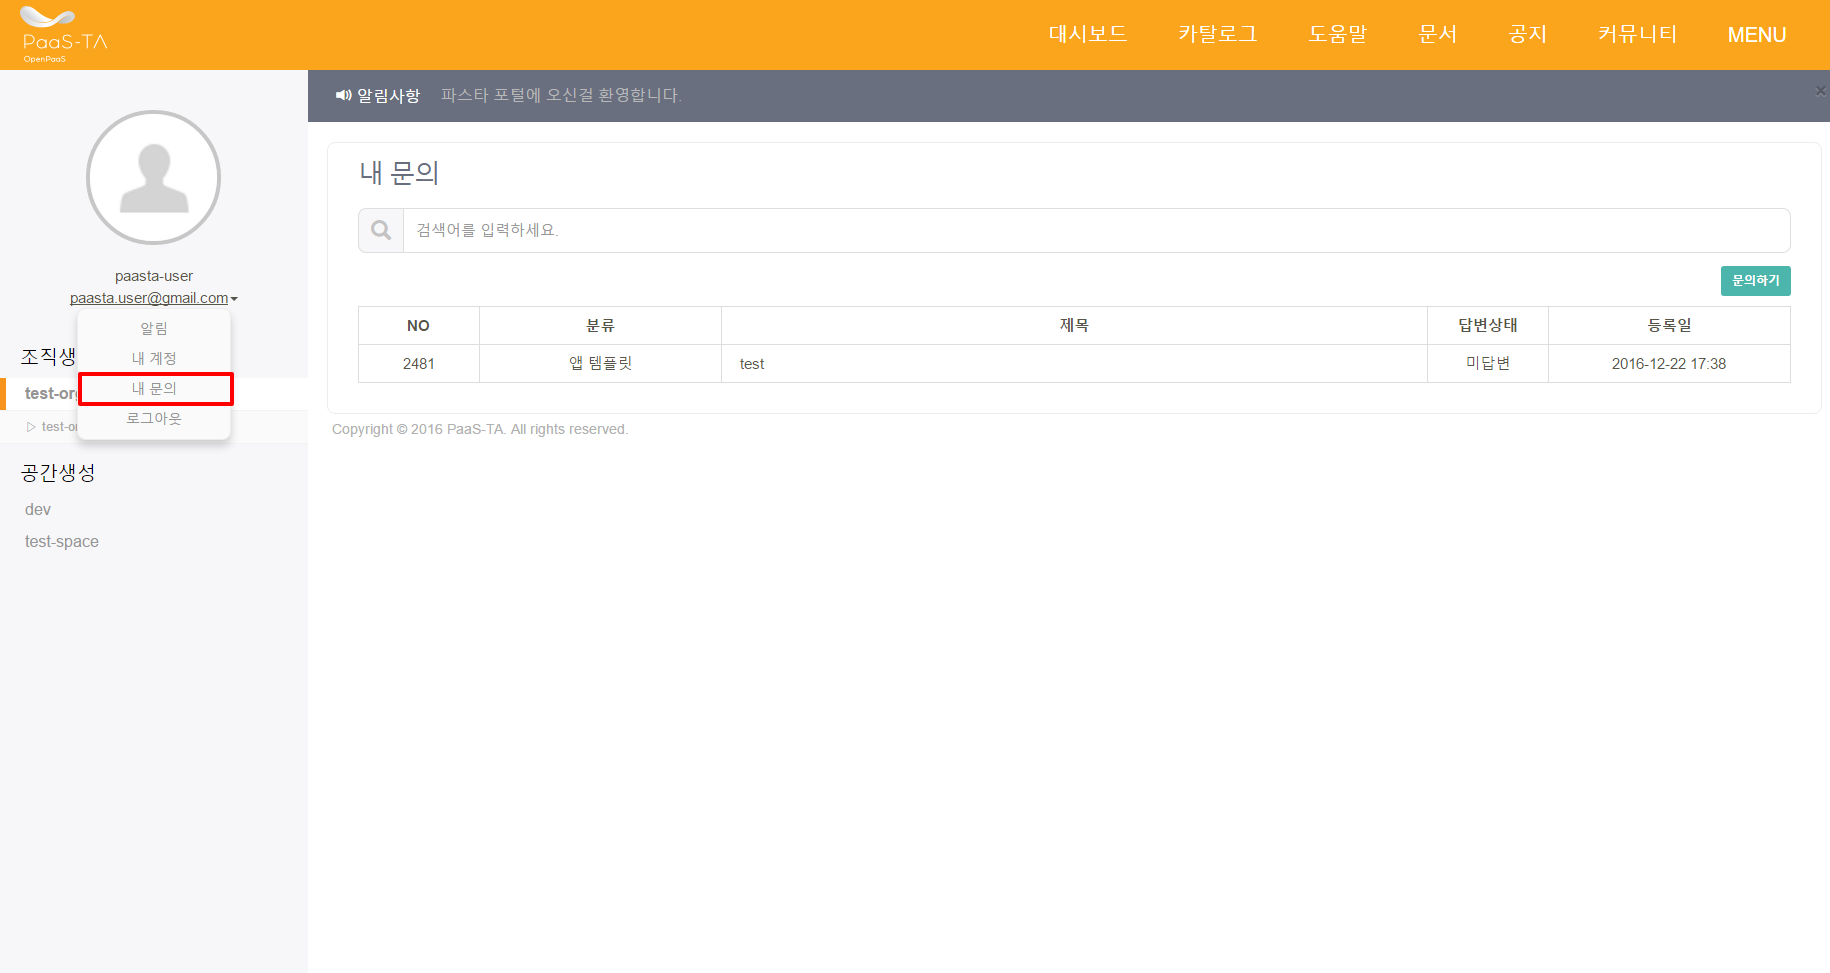 PaaS-TA
OpenPaaS
대시보드 카탈로그 도움말 문서 공지 커뮤니티 MENU
알림사항 파스타 포털에 오신걸 환영합니다.
paasta-user
paasta.user@gmail.com
알림
내 계정
내 문의
로그아웃
조직생
test-org
test-or
공간생성
dev
test-space
내 문의
검색어를 입력하세요.
문의하기
NO 분류 제목 답변상태 등록일
2481 앱 템플릿 test 미답변 2016-12-22 17:38
Copyright © 2016 PaaS-TA. All rights reserved.